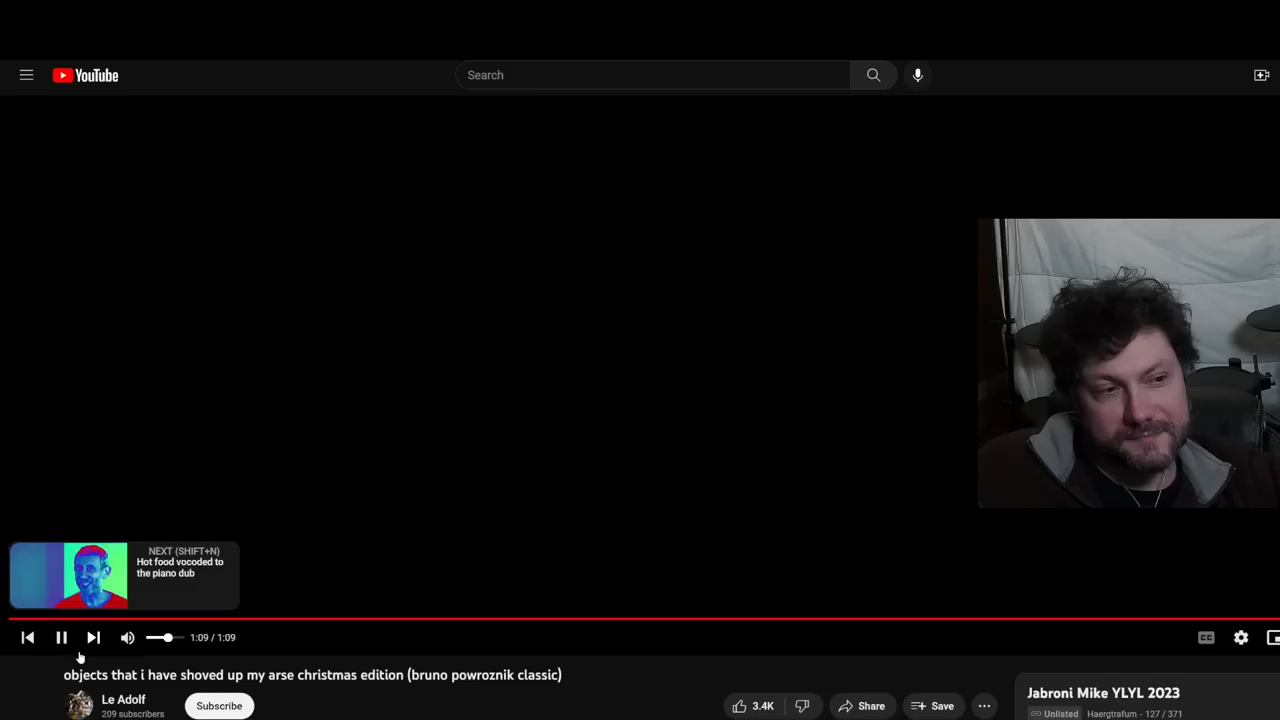 YouTube
Search
NEXT (SHIFT+N)
Hot food vocoded to
the piano dub
1:09 / 1:09
CC
objects that i have shoved up my arse christmas edition (bruno powroznik classic)
Le Adolf
209 subscribers
Subscribe
3.4K
Share
Save
Jabroni Mike YLYL 2023
Unlisted
Haergtrafum - 127 / 371